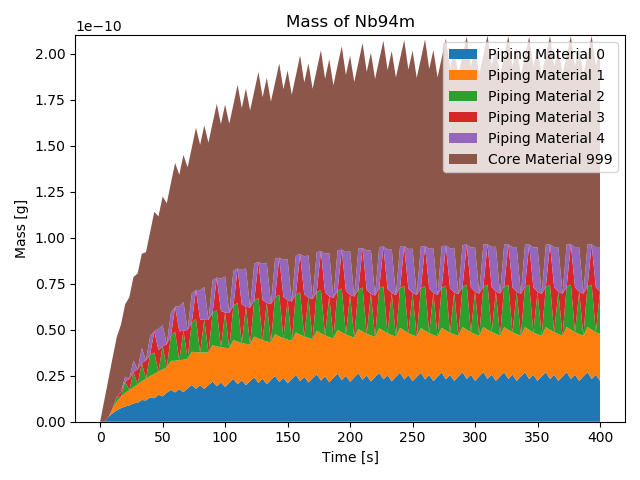 Mass of Nb94m
1e−10
2.00
1.75
1.50
1.25
1.00
0.75
0.50
0.25
0.00
Mass [g]
0
50
100
150
200
250
300
350
400
Time [s]
Piping Material 0
Piping Material 1
Piping Material 2
Piping Material 3
Piping Material 4
Core Material 999